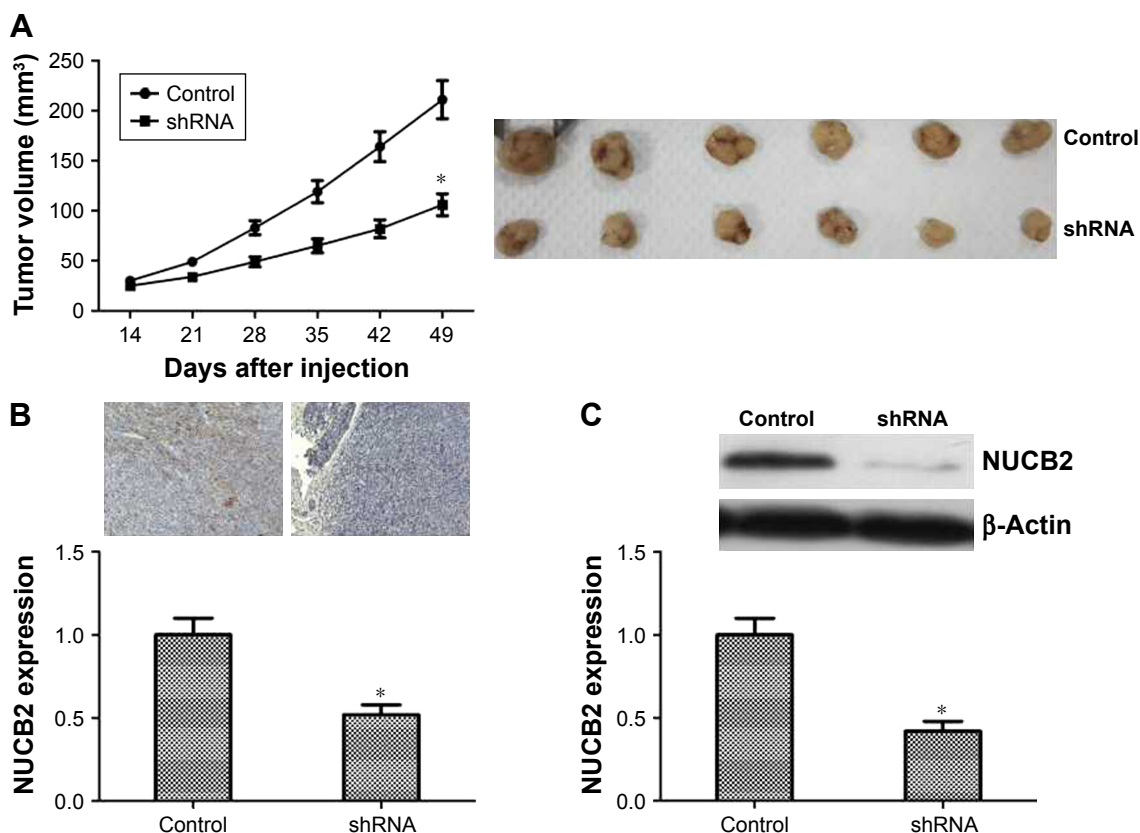 A
Tumor volume (mm³)
250
200
150
100
50
0
Control
shRNA
*
14 21 28 35 42 49
Days after injection
Control
shRNA
B
NUCB2 expression
1.5
1.0
0.5
0.0
*
Control shRNA
C
Control shRNA
NUCB2
β-Actin
NUCB2 expression
1.5
1.0
0.5
0.0
*
Control shRNA